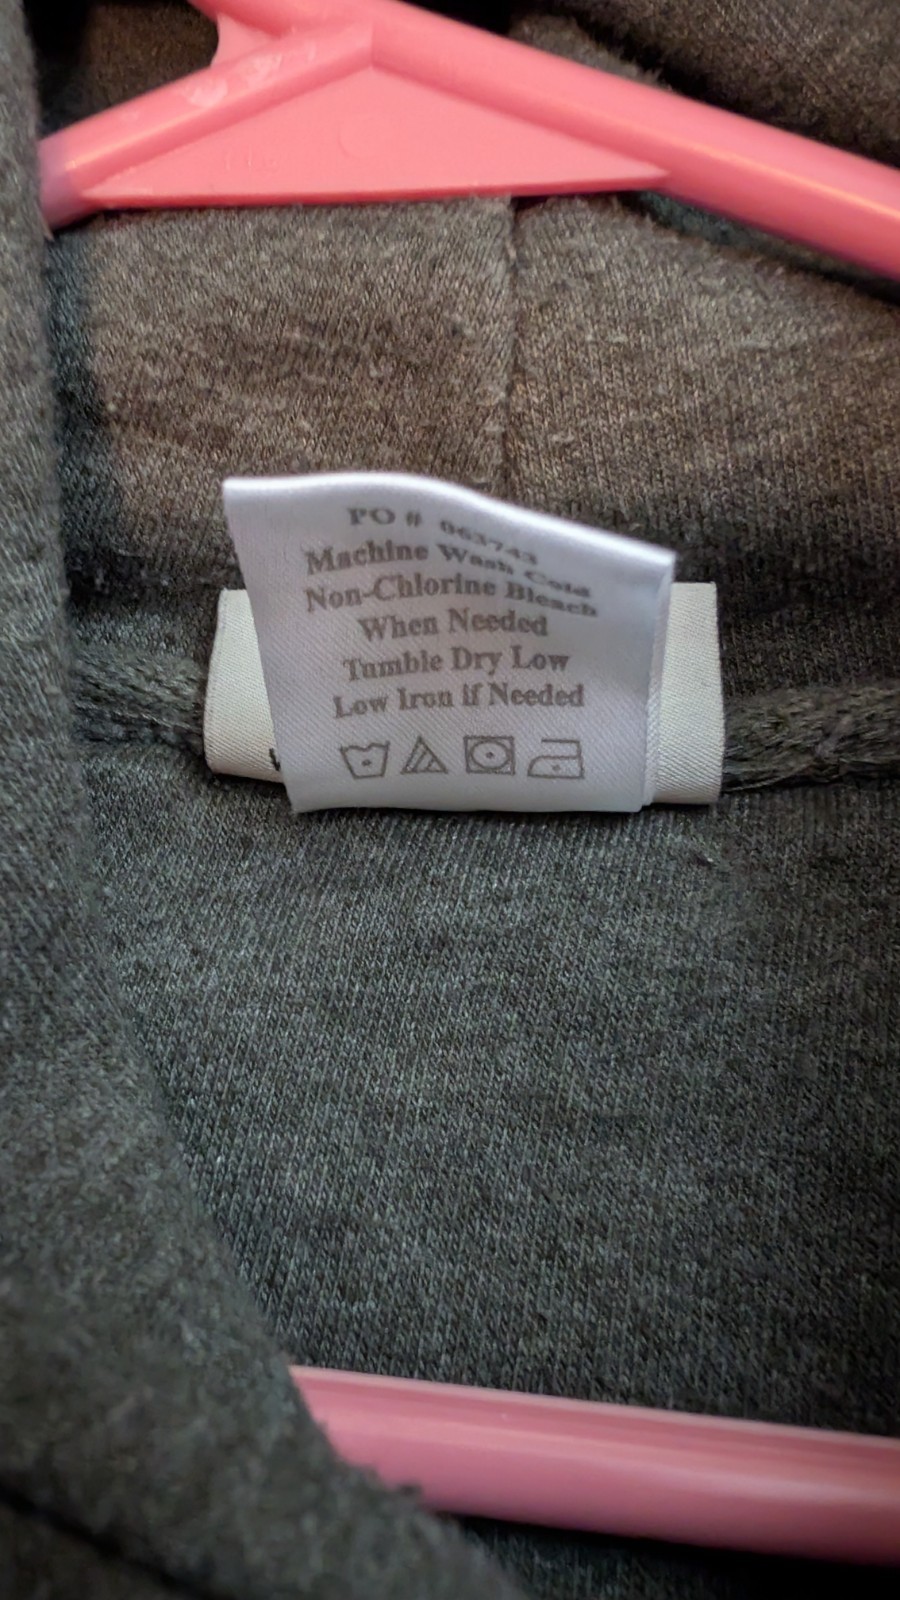 PO # 063743
Machine Wash Cold
Non-Chlorine Bleach
When Needed
Tumble Dry Low
Low Iron if Needed